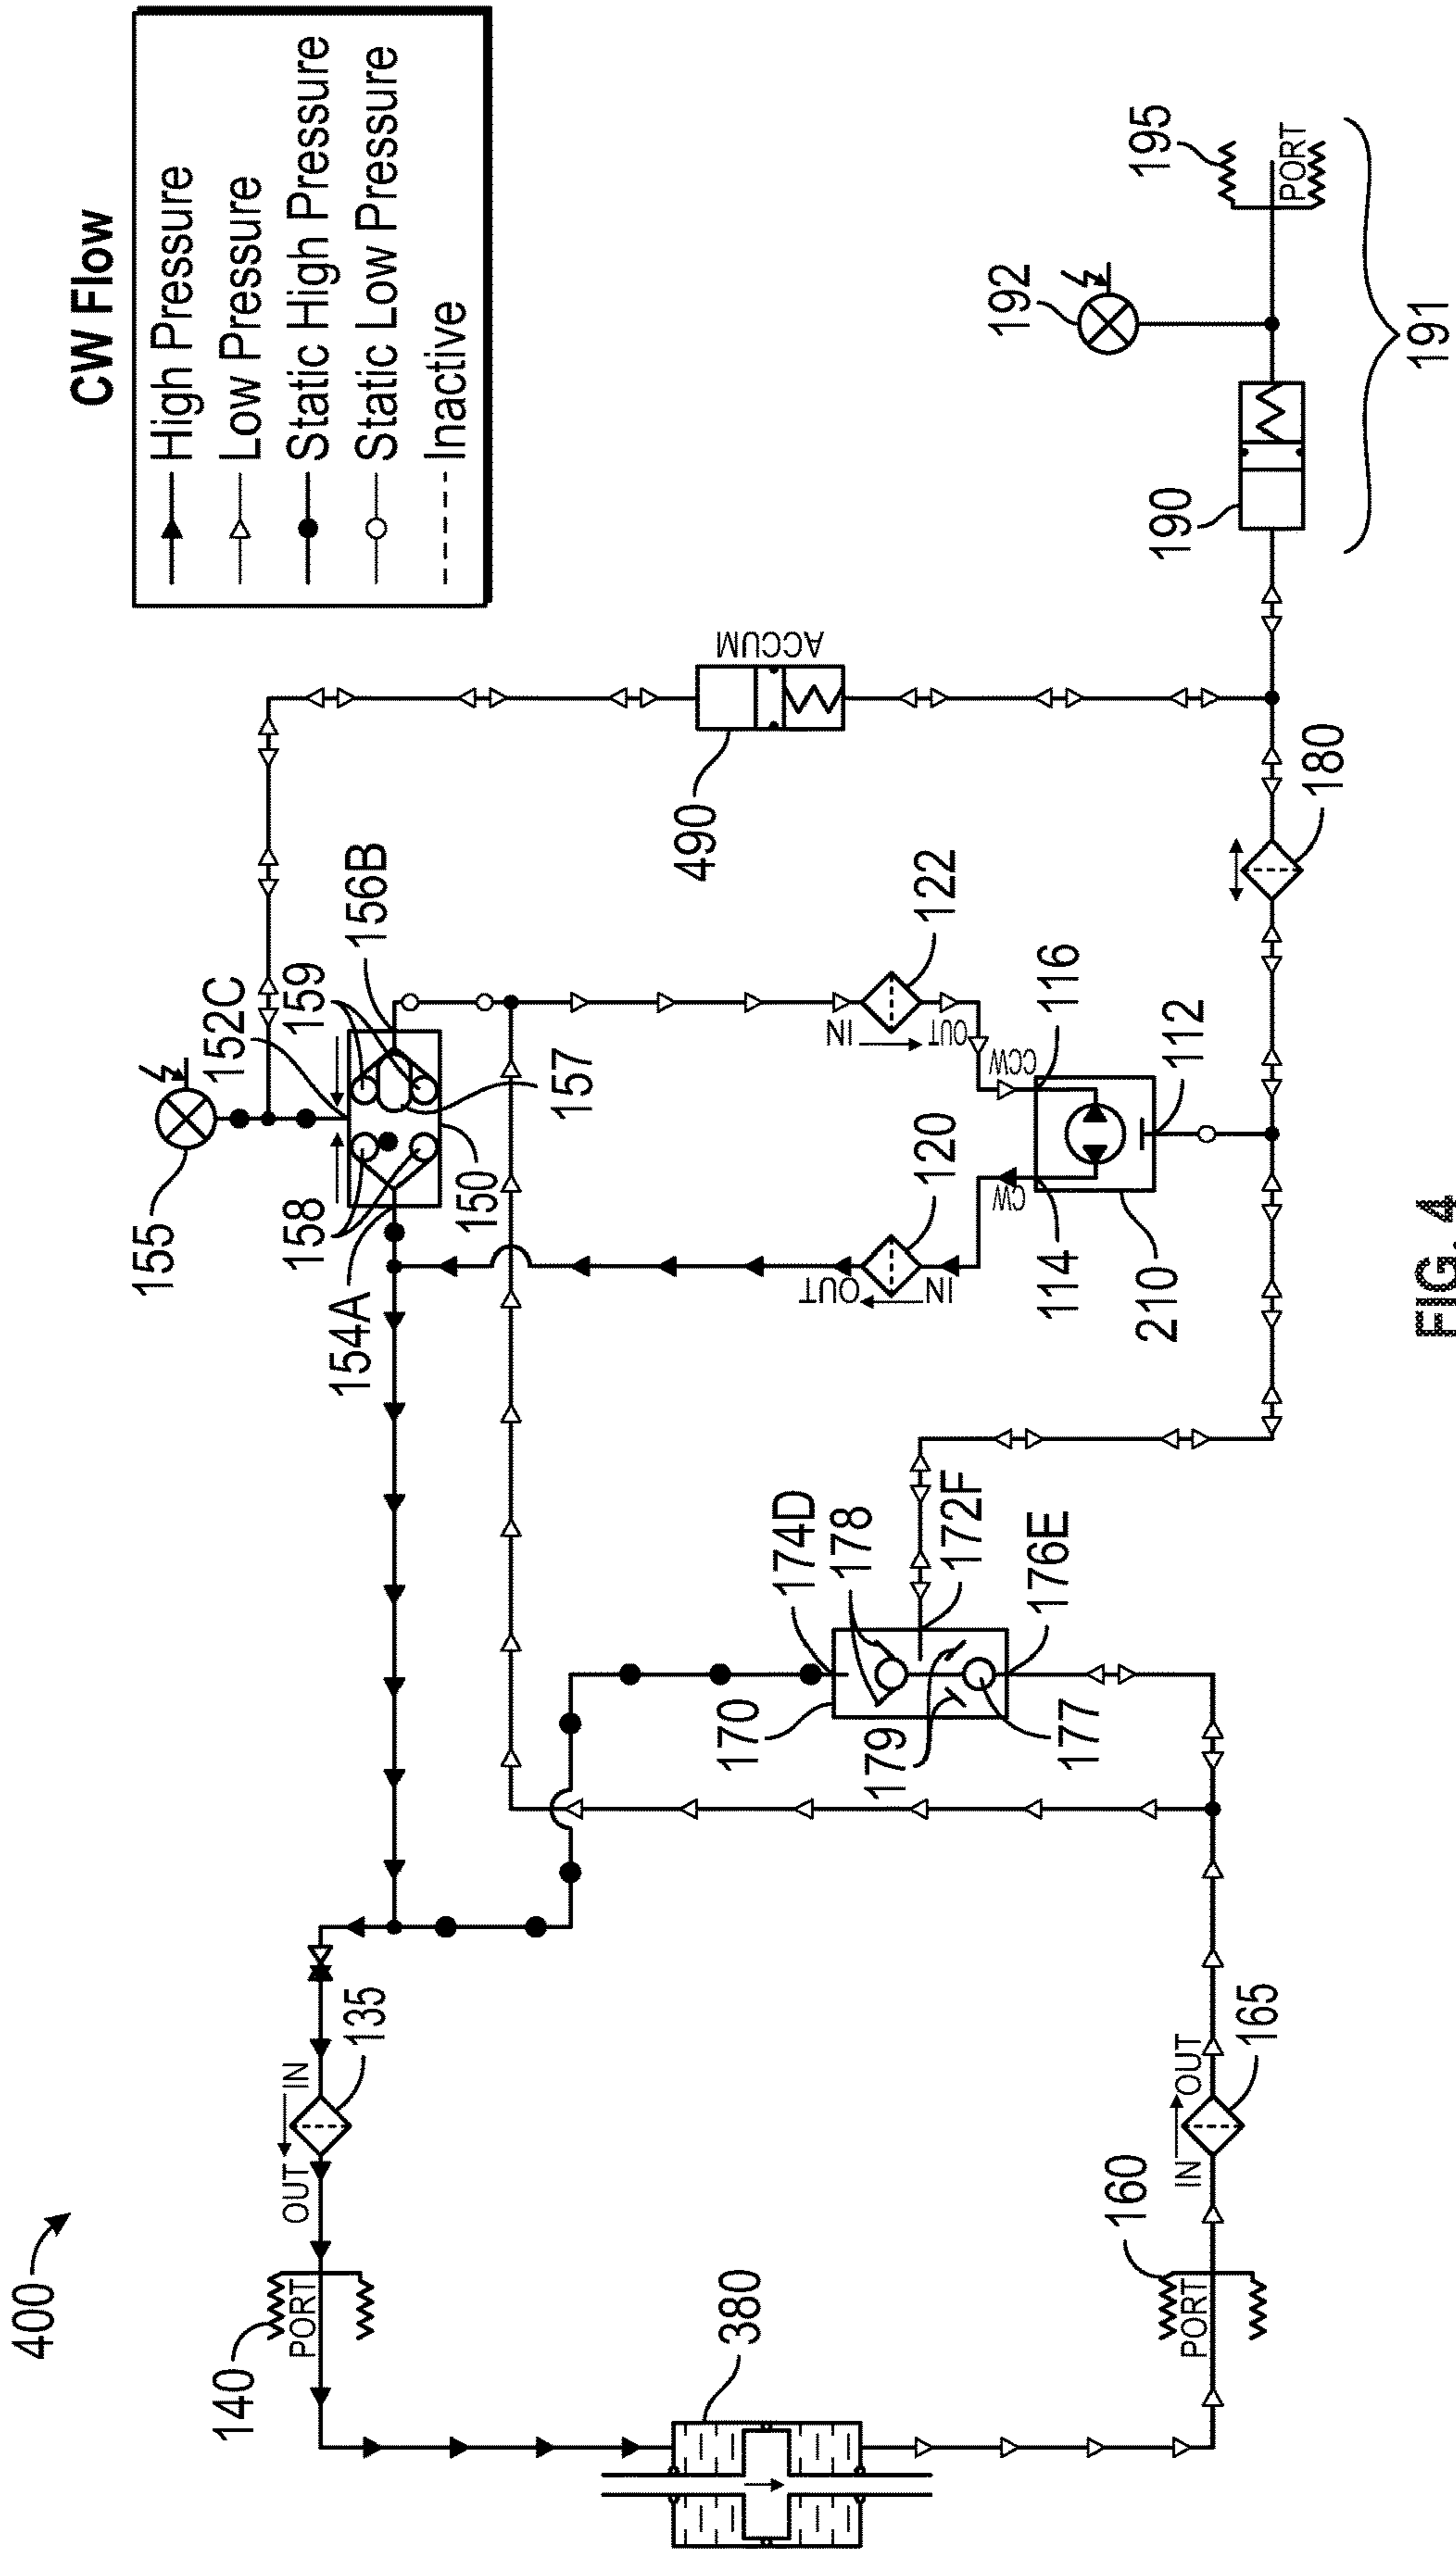 CW Flow
High Pressure
Low Pressure
Static High Pressure
Static Low Pressure
Inactive
400
140
PORT
OUT
IN
135
380
160
PORT
IN
OUT
165
155
152C
159
156B
158
154A
150
157
490
ACCUM
122
IN
OUT
CCW
116
120
IN
OUT
CW
114
112
210
180
174D
178
172F
170
179
177
176E
190
192
195
PORT
191
FIG. 4